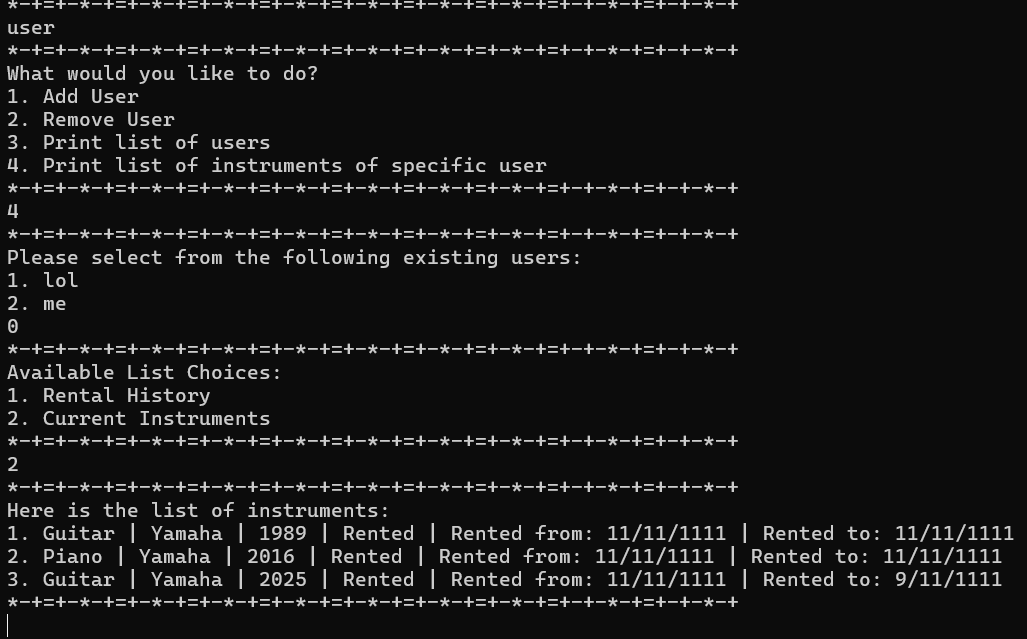 *-+=+-*-+=+-*-+=+-*-+=+-*-+=+-*-+=+-*-+=+-*-+=+-*-+=+-+-*-+
user
*-+=+-*-+=+-*-+=+-*-+=+-*-+=+-*-+=+-*-+=+-*-+=+-*-+=+-+-*-+
What would you like to do?
1. Add User
2. Remove User
3. Print list of users
4. Print list of instruments of specific user
*-+=+-*-+=+-*-+=+-*-+=+-*-+=+-*-+=+-*-+=+-*-+=+-*-+=+-+-*-+
4
*-+=+-*-+=+-*-+=+-*-+=+-*-+=+-*-+=+-*-+=+-*-+=+-*-+=+-+-*-+
Please select from the following existing users:
1. lol
2. me
0
*-+=+-*-+=+-*-+=+-*-+=+-*-+=+-*-+=+-*-+=+-*-+=+-*-+=+-+-*-+
Available List Choices:
1. Rental History
2. Current Instruments
*-+=+-*-+=+-*-+=+-*-+=+-*-+=+-*-+=+-*-+=+-*-+=+-*-+=+-+-*-+
2
*-+=+-*-+=+-*-+=+-*-+=+-*-+=+-*-+=+-*-+=+-*-+=+-*-+=+-+-*-+
Here is the list of instruments:
1. Guitar | Yamaha | 1989 | Rented | Rented from: 11/11/1111 | Rented to: 11/11/1111
2. Piano | Yamaha | 2016 | Rented | Rented from: 11/11/1111 | Rented to: 11/11/1111
3. Guitar | Yamaha | 2025 | Rented | Rented from: 11/11/1111 | Rented to: 9/11/1111
*-+=+-*-+=+-*-+=+-*-+=+-*-+=+-*-+=+-*-+=+-*-+=+-*-+=+-+-*-+